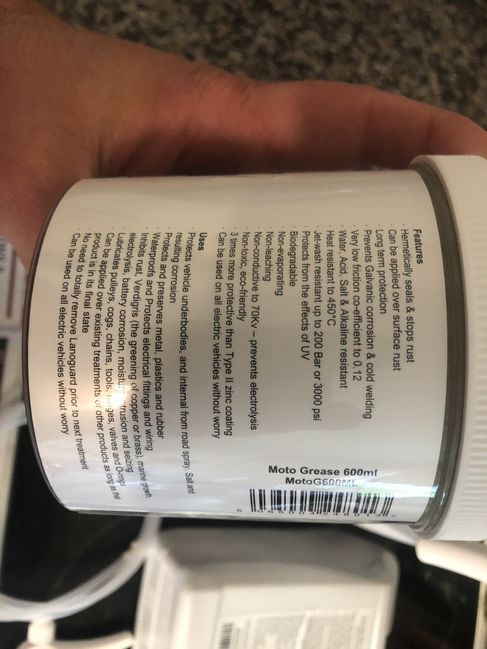 Features
Hermetically seals & stops rust
Can be applied over surface rust
Long term protection
Prevents Galvanic corrosion & cold welding
Very low friction co-efficient to 0.12
Water, Acid, Salt & Alkaline resistant
Heat resistant to 450°C
Jet-wash resistant up to 200 Bar or 3000 psi
Protects from the effects of UV
Biodegradable
Non-evaporating
Non-leaching
Non-conductive to 70Kv – prevents electrolysis
Non-toxic, eco-friendly
3 times more protective than Type II zinc coating
Can be used on all electric vehicles without worry
Uses
Protects vehicle underbodies, and internal from road spray, Salt and
resulting corrosion
Protects and preserves metal, plastics and rubber
Waterproofs and Protects electrical fittings and wiring
Inhibits rust, Verdigris (the greening of copper or brass), marine growth,
electrolysis, battery corrosion, moisture intrusion and seizing
Lubricates pulleys, cogs, chains, tools, hinges, valves and O-rings
Can be applied over existing treatments of other products as long as the
product is in its final state
No need to totally remove Lanoguard prior to next treatment
Can be used on all electric vehicles without worry
Moto Grease 600ml
MotoG600ML